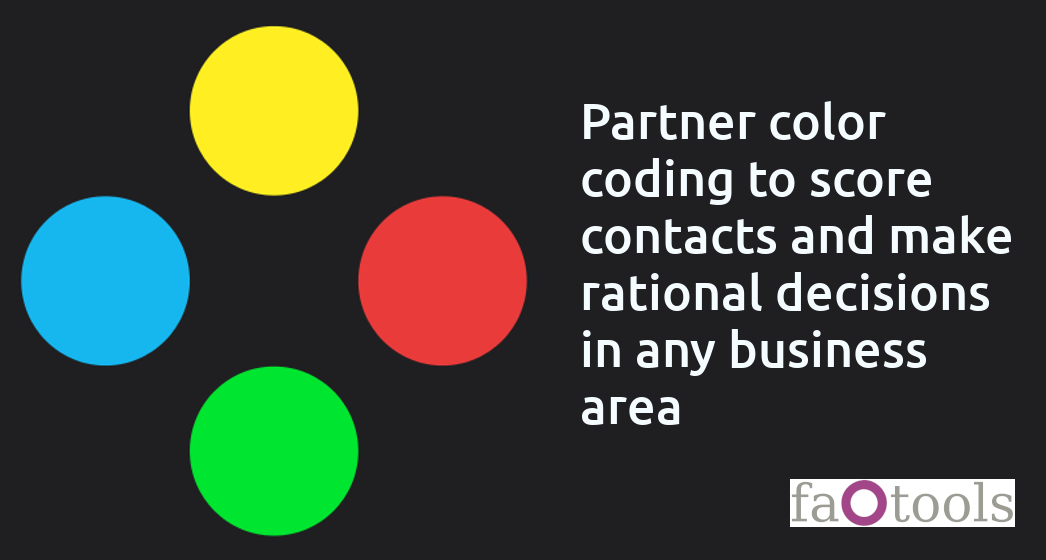 Partner color
coding to score
contacts and make
rational decisions
in any business
area
faOtools